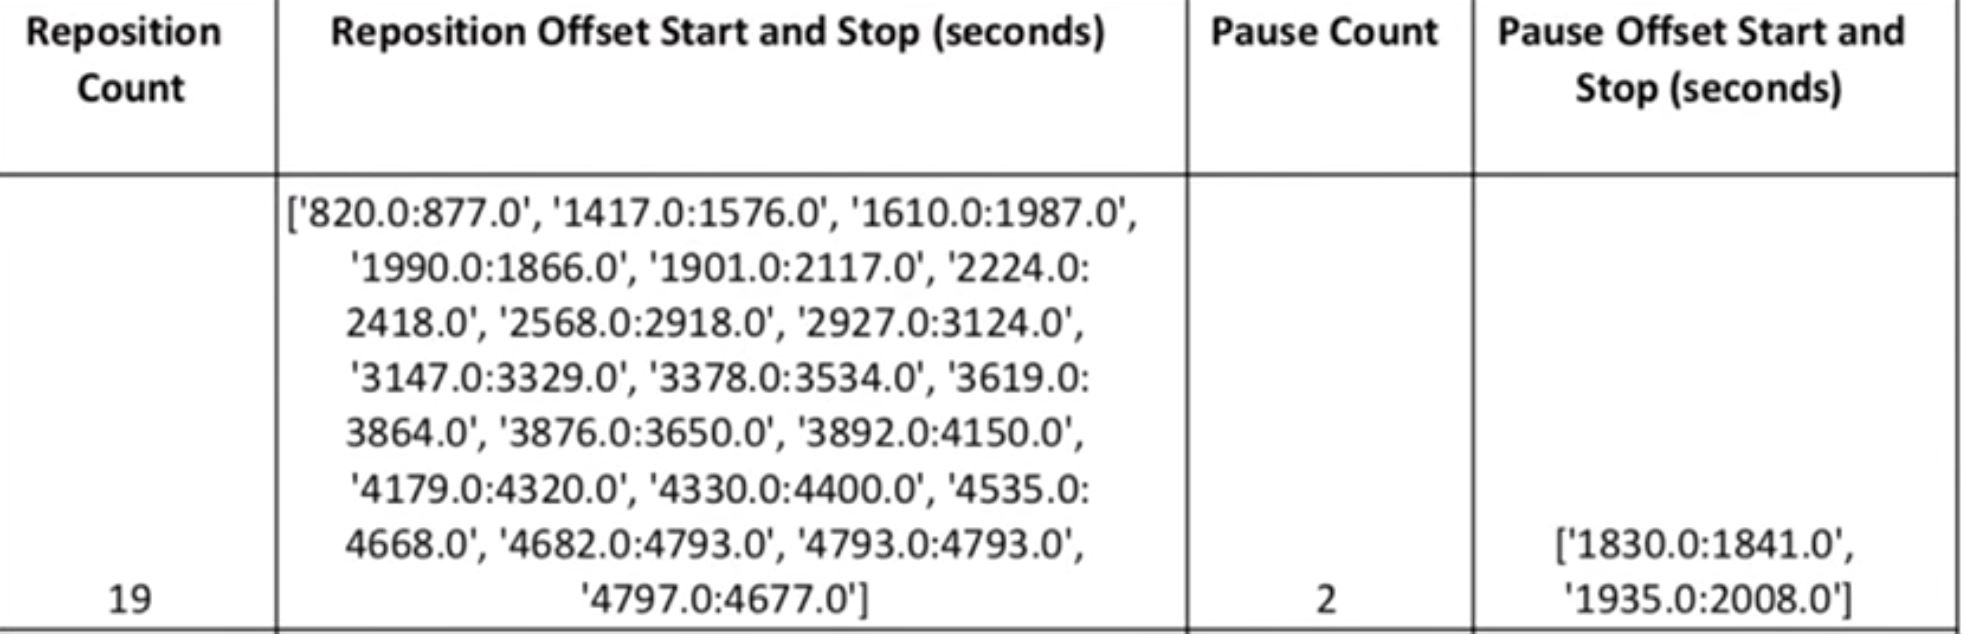 Reposition
Count
Reposition Offset Start and Stop (seconds)
Pause Count
Pause Offset Start and
Stop (seconds)
19
['820.0:877.0', '1417.0:1576.0', '1610.0:1987.0',
'1990.0:1866.0', '1901.0:2117.0', '2224.0:
2418.0', '2568.0:2918.0', '2927.0:3124.0',
'3147.0:3329.0', '3378.0:3534.0', '3619.0:
3864.0', '3876.0:3650.0', '3892.0:4150.0',
'4179.0:4320.0', '4330.0:4400.0', '4535.0:
4668.0', '4682.0:4793.0', '4793.0:4793.0',
'4797.0:4677.0']
2
['1830.0:1841.0',
'1935.0:2008.0']